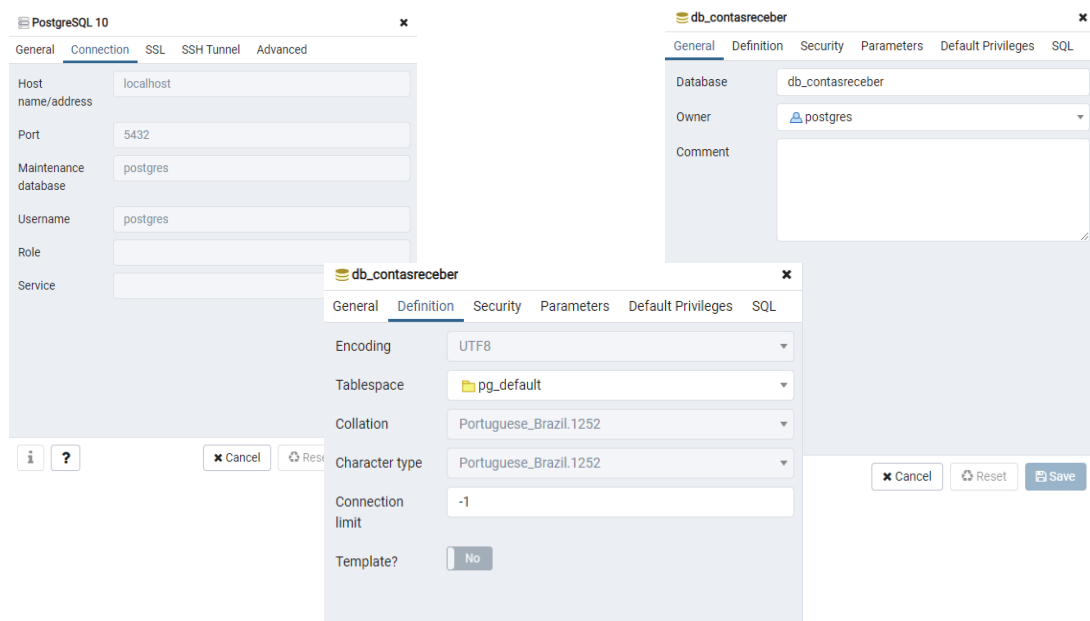 PostgreSQL 10
General Connection SSL SSH Tunnel Advanced
Host
name/address
localhost
Port
5432
Maintenance
database
postgres
Username
postgres
Role
Service
i ? Cancel Rese
db_contasreceber
General Definition Security Parameters Default Privileges SQL
Database
db_contasreceber
Owner
postgres
Comment
Cancel Reset Save
db_contasreceber
General Definition Security Parameters Default Privileges SQL
Encoding
UTF8
Tablespace
pg_default
Collation
Portuguese_Brazil.1252
Character type
Portuguese_Brazil.1252
Connection
limit
-1
Template?
No